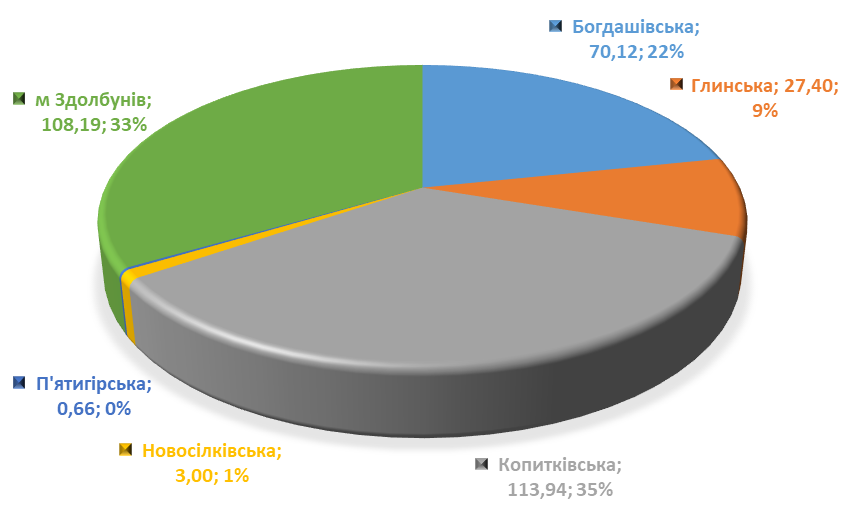 Богдашівська;
70,12; 22%
Глинська; 27,40;
9%
м Здолбунів;
108,19; 33%
П'ятигірська;
0,66; 0%
Новосілківська;
3,00; 1%
Копитківська;
113,94; 35%